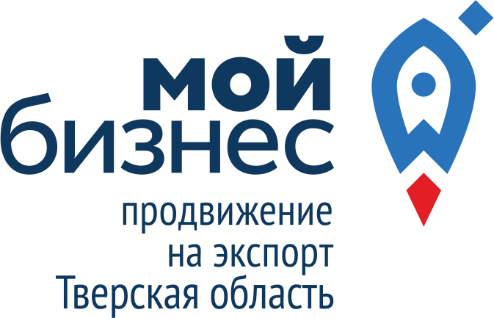 мой
бизнес
продвижение
на экспорт
Тверская область